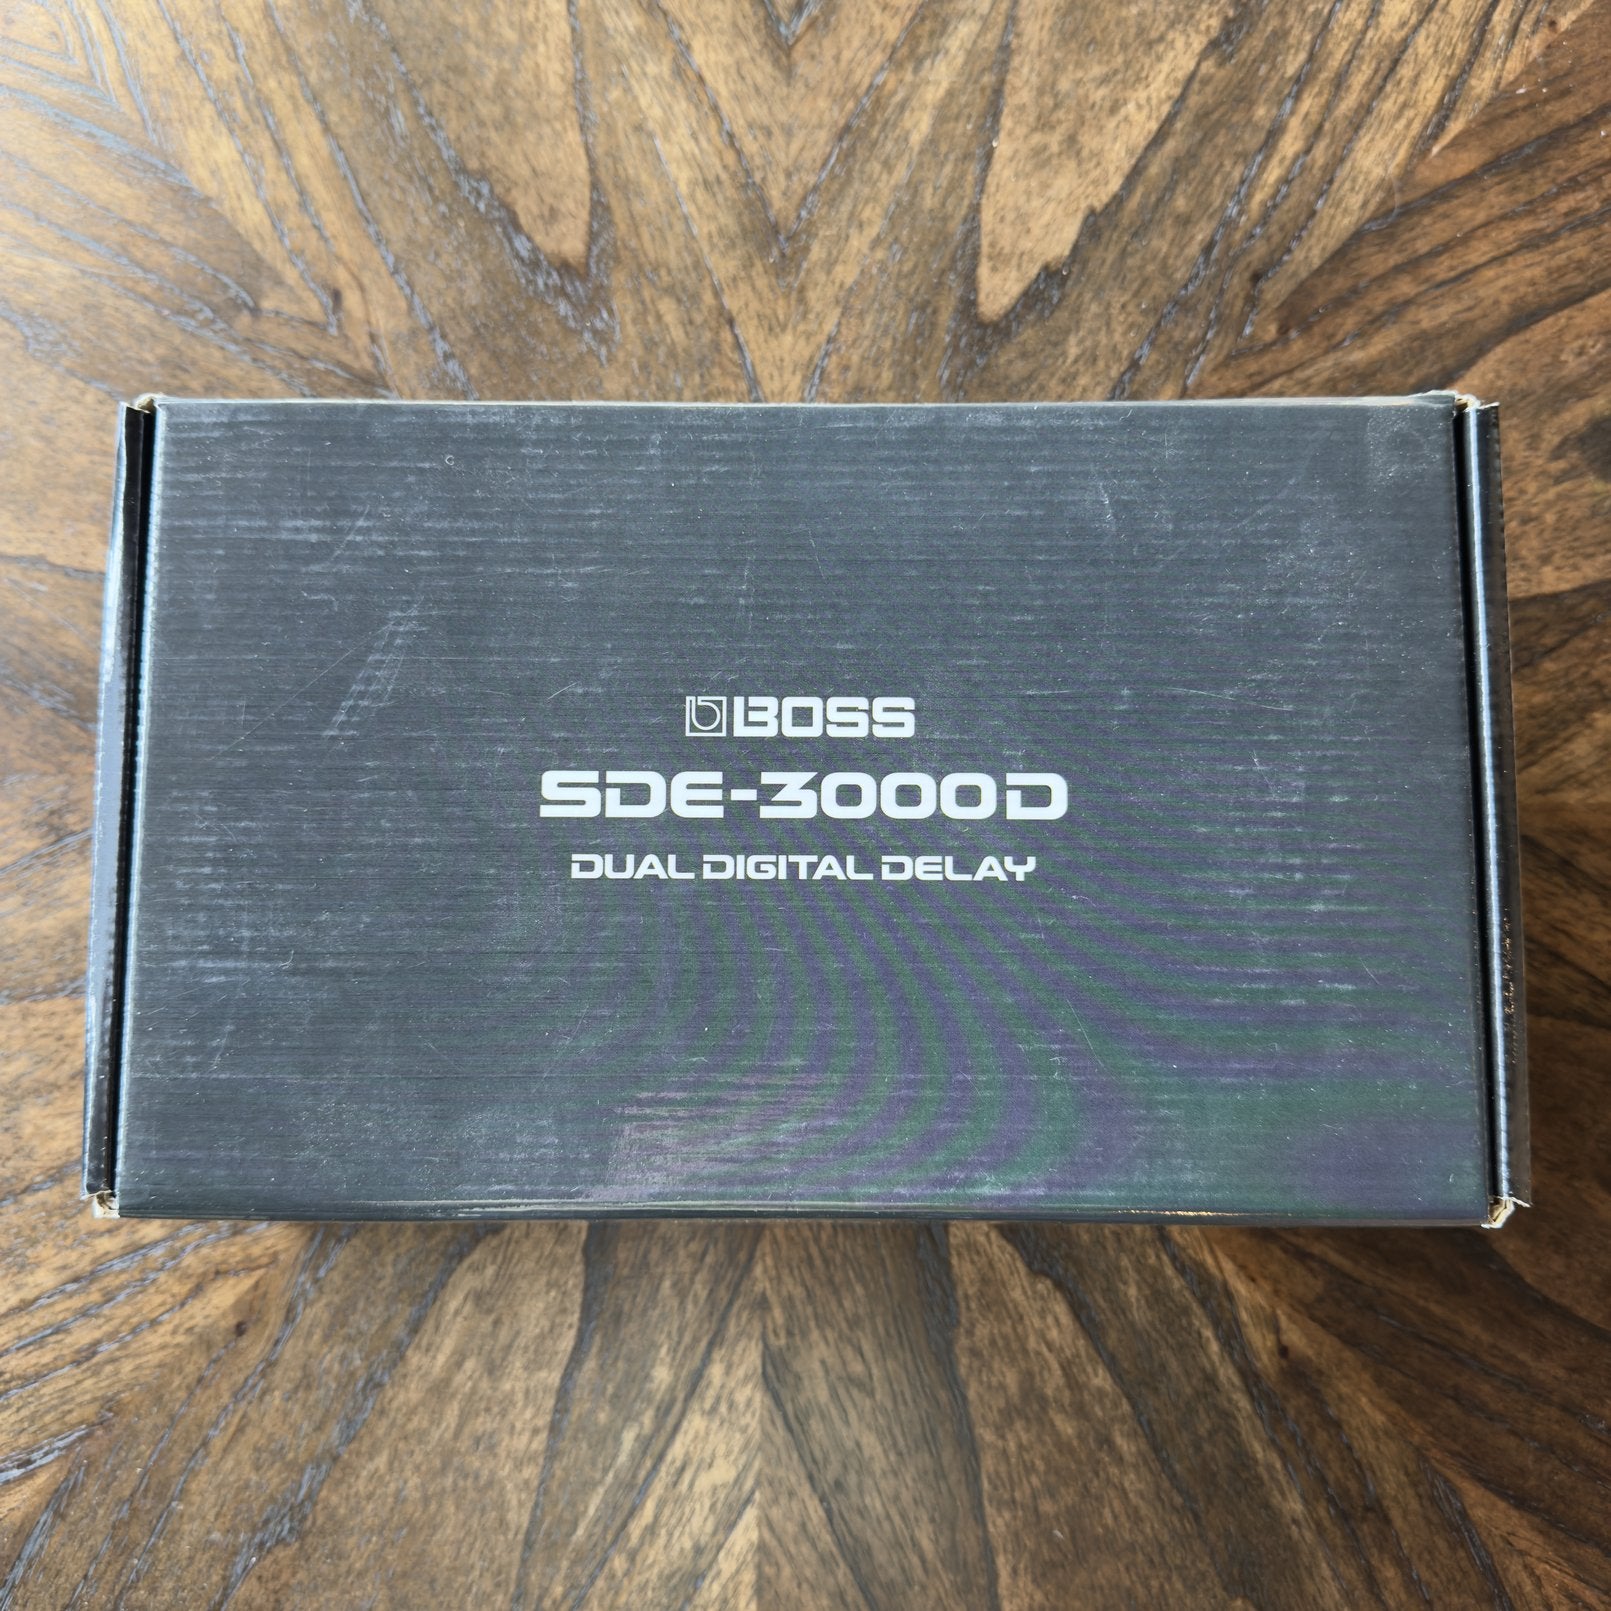 BOSS
SDE-3000D
DUAL DIGITAL DELAY